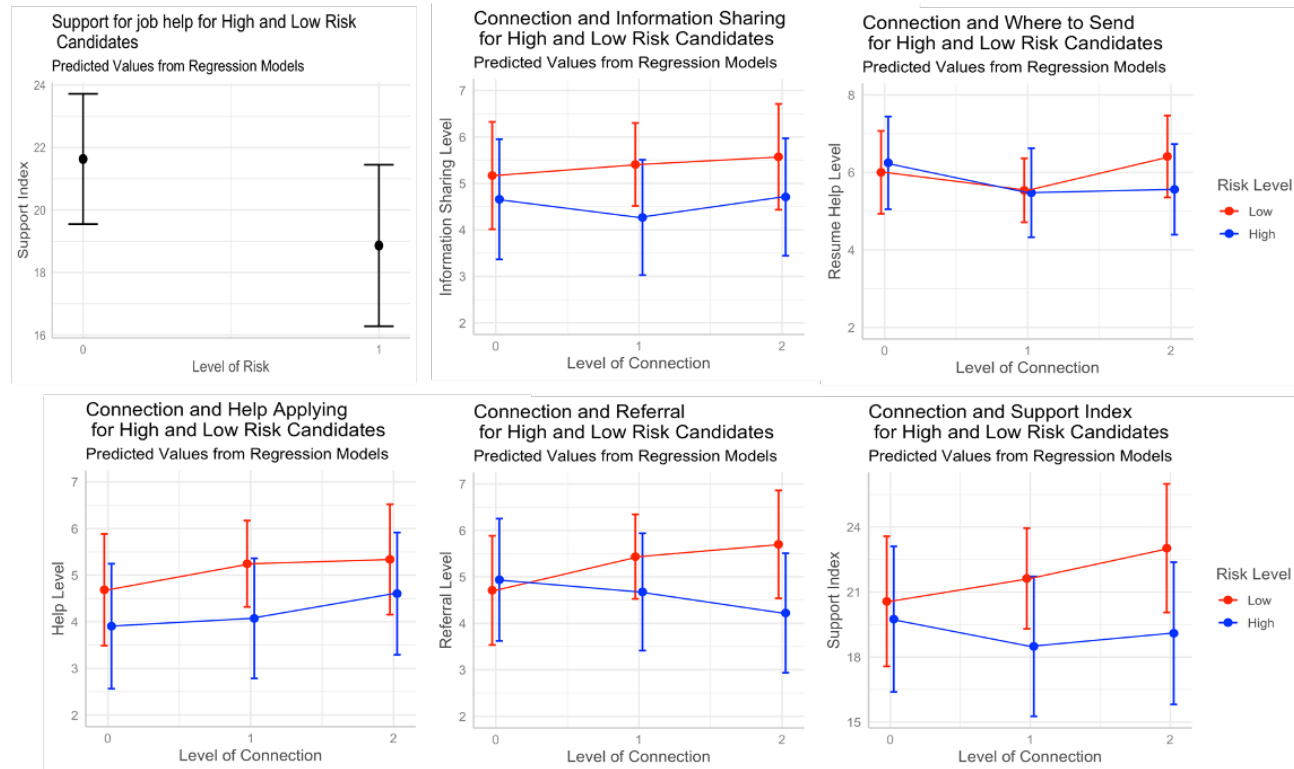 Support for job help for High and Low Risk
Candidates
Predicted Values from Regression Models
24
22
20
18
16
Support Index
0
1
Level of Risk
Connection and Information Sharing
for High and Low Risk Candidates
Predicted Values from Regression Models
7
6
5
4
3
2
Information Sharing Level
0
1
2
Level of Connection
Connection and Where to Send
for High and Low Risk Candidates
Predicted Values from Regression Models
8
6
4
2
Resume Help Level
0
1
2
Level of Connection
Risk Level
Low
High
Connection and Help Applying
for High and Low Risk Candidates
Predicted Values from Regression Models
7
6
5
4
3
2
Help Level
0
1
2
Level of Connection
Connection and Referral
for High and Low Risk Candidates
Predicted Values from Regression Models
7
6
5
4
3
2
Referral Level
0
1
2
Level of Connection
Connection and Support Index
for High and Low Risk Candidates
Predicted Values from Regression Models
24
21
18
15
Support Index
0
1
2
Level of Connection
Risk Level
Low
High